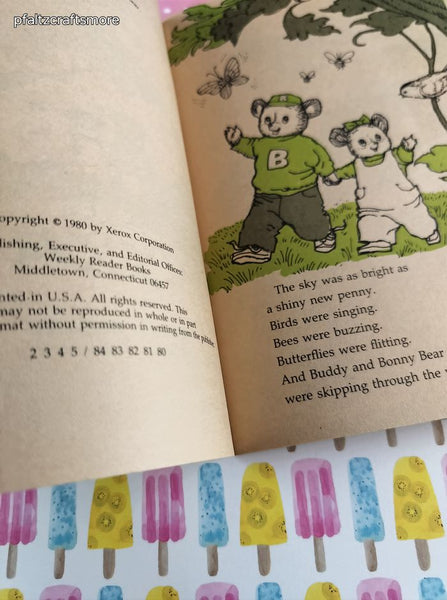 pfaltzcraftsmore
opyright © 1980 by Xerox Corporation
lishing, Executive, and Editorial Offices:
Weekly Reader Books
Middletown, Connecticut 06457
nted in U.S.A. All rights reserved. This
may not be reproduced in whole or in part
mat without permission in writing from the publisher.
2 3 4 5 / 84 83 82 81 80
B
The sky was as bright as
a shiny new penny.
Birds were singing.
Bees were buzzing.
Butterflies were flitting.
And Buddy and Bonny Bear
were skipping through the